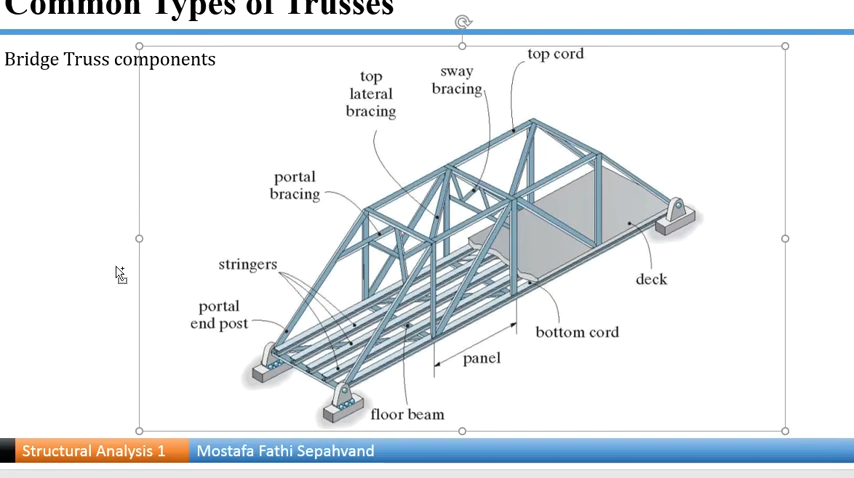 Common Types of Trusses
Bridge Truss components
top cord
top
lateral
bracing
sway
bracing
portal
bracing
stringers
portal
end post
deck
bottom cord
panel
floor beam
Structural Analysis 1
Mostafa Fathi Sepahvand